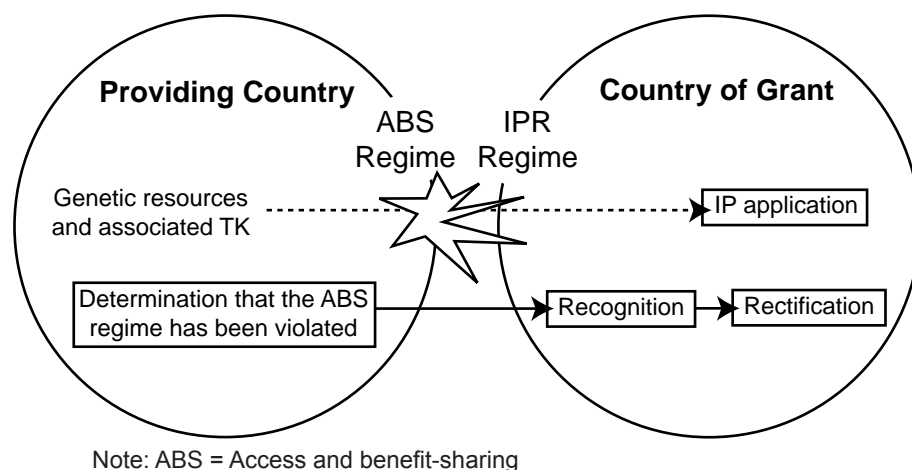 Providing Country
Country of Grant
ABS
Regime
IPR
Regime
Genetic resources
and associated TK
IP application
Determination that the ABS
regime has been violated
Recognition
Rectification
Note: ABS = Access and benefit-sharing